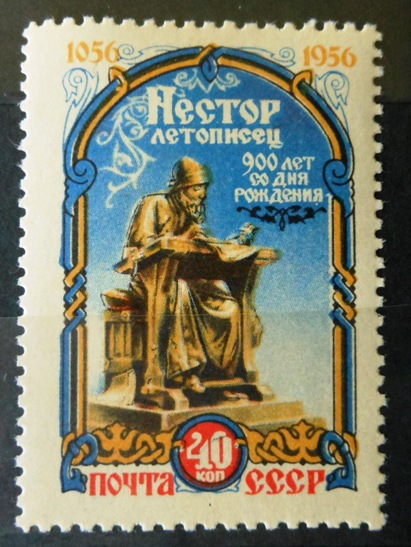 1056 1956
Нестор
летописец
900 лет
со дня
рождения
40
коп
почта СССР